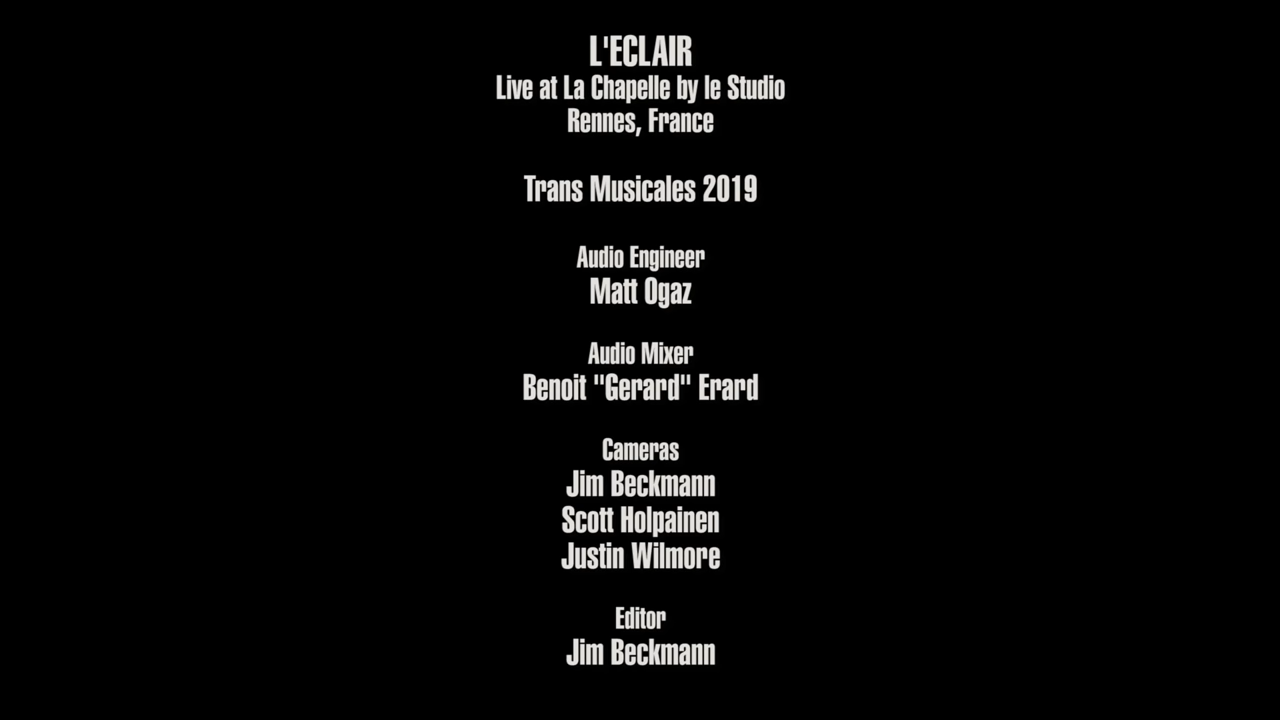 L'ECLAIR
Live at La Chapelle by le Studio
Rennes, France
Trans Musicales 2019
Audio Engineer
Matt Ogaz
Audio Mixer
Benoit "Gerard" Erard
Cameras
Jim Beckmann
Scott Holpainen
Justin Wilmore
Editor
Jim Beckmann